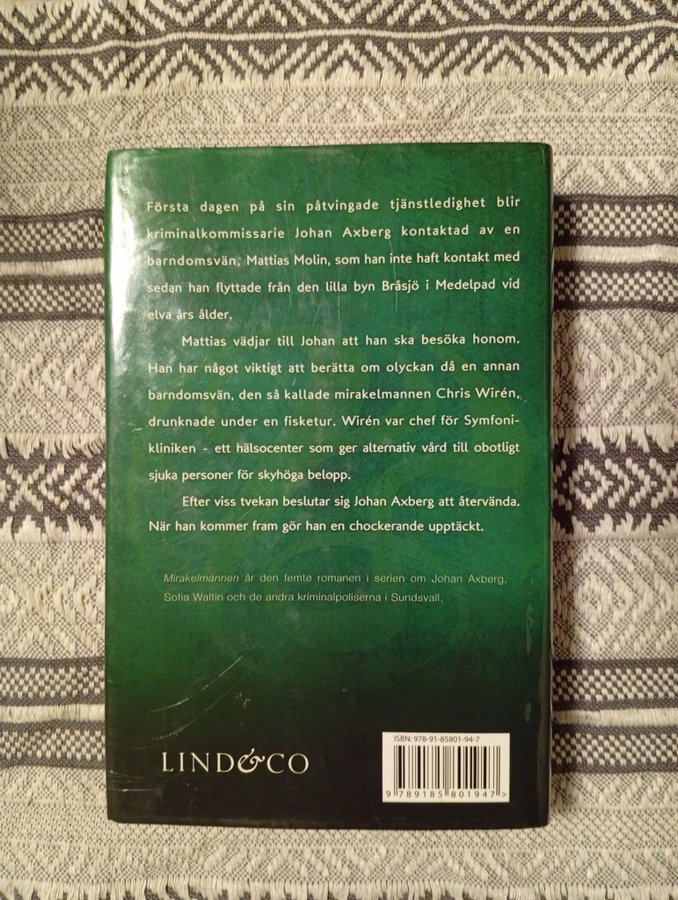 Första dagen på sin påtvingade tjänstledighet blir
kriminalkommissarie Johan Axberg kontaktad av en
barndomsvän, Mattias Molin, som han inte haft kontakt med
sedan han flyttade från den lilla byn Bråsjö i Medelpad vid
elva års ålder.
Mattias vädjar till Johan att han ska besöka honom.
Han har något viktigt att berätta om olyckan då en annan
barndomsvän, den så kallade mirakelmannen Chris Wirén,
drunknade under en fisketur. Wirén var chef för Symfoni-
kliniken - ett hälsocenter som ger alternativ vård till obotligt
sjuka personer för skyhöga belopp.
Efter viss tvekan beslutar sig Johan Axberg att återvända.
När han kommer fram gör han en chockerande upptäckt.
Mirakelmannen är den femte romanen i serien om Johan Axberg,
Sofia Waltin och de andra kriminalpoliserna i Sundsvall.
LIND&CO
ISBN: 978-91-85801-94-7
9 789185 801947 >